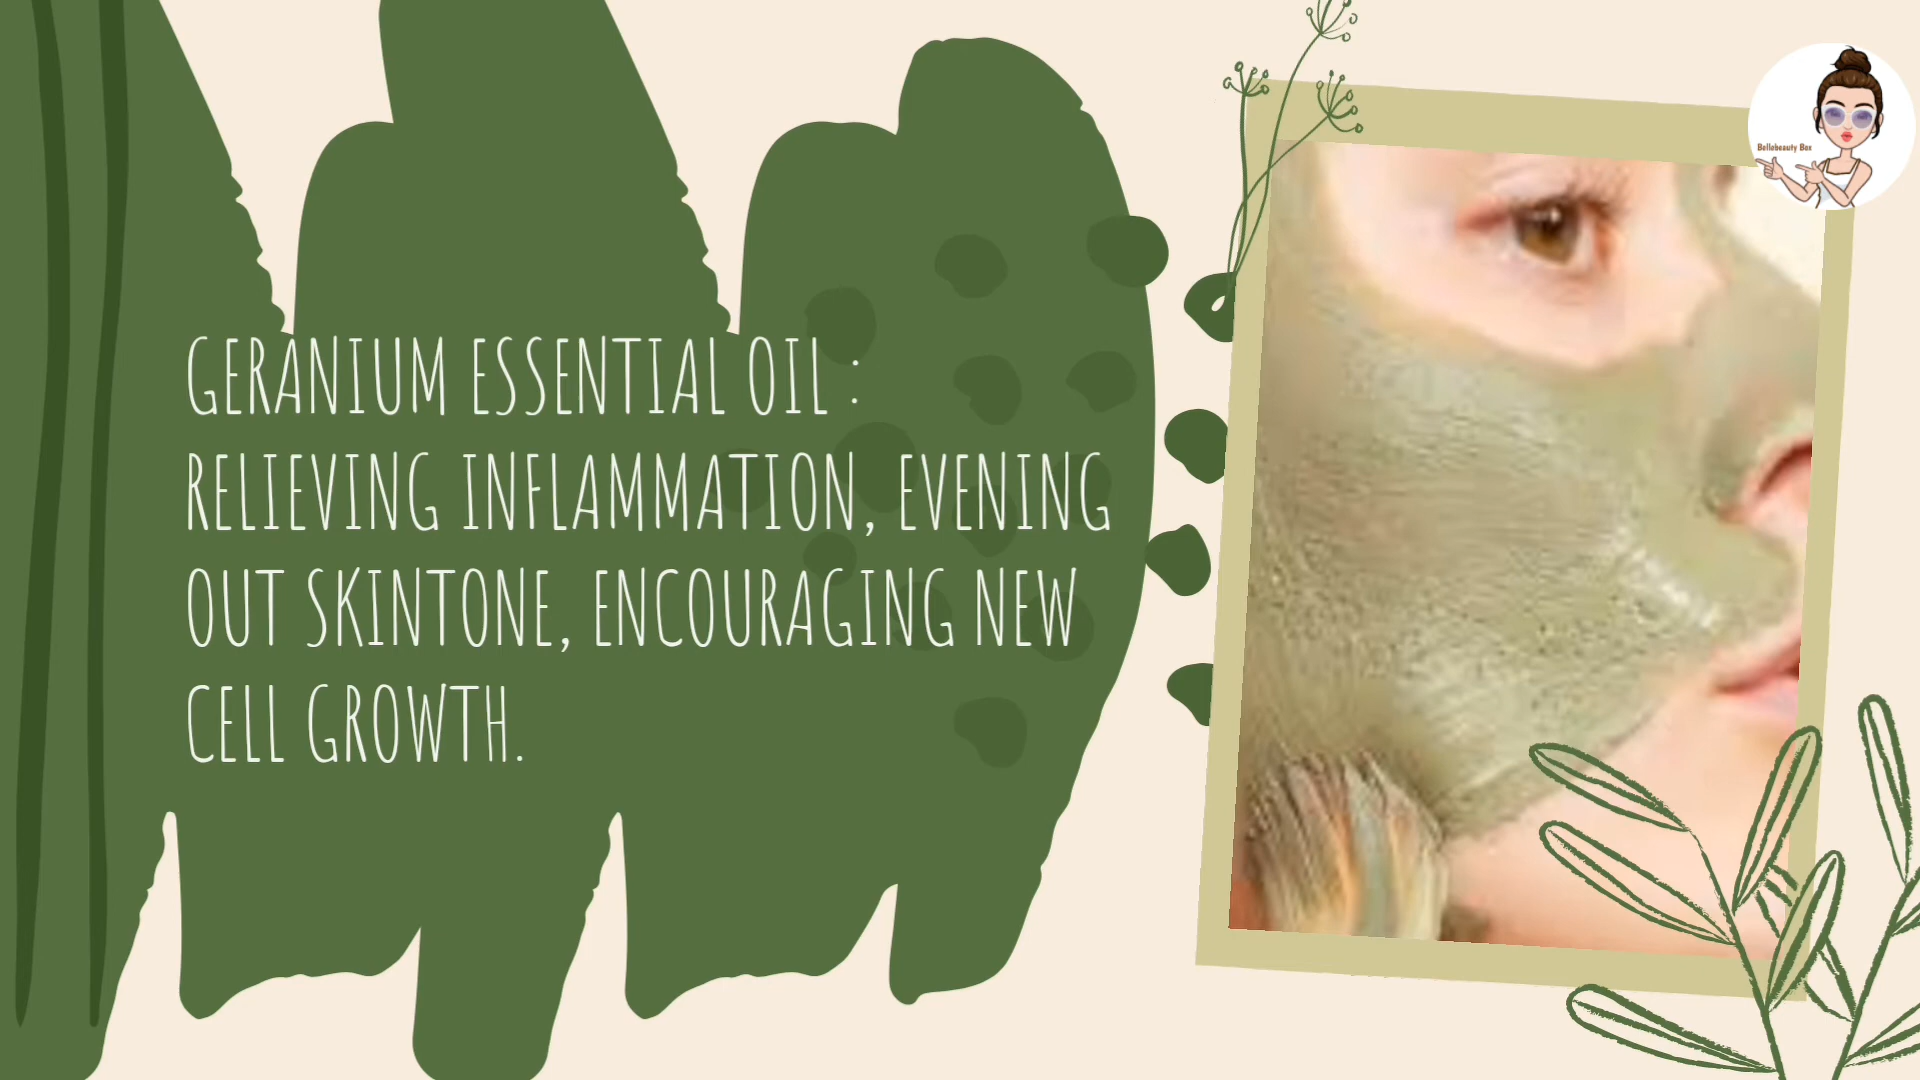 GERANIUM ESSENTIAL OIL :
RELIEVING INFLAMMATION, EVENING
OUT SKINTONE, ENCOURAGING NEW
CELL GROWTH.
Bellebeauty Box